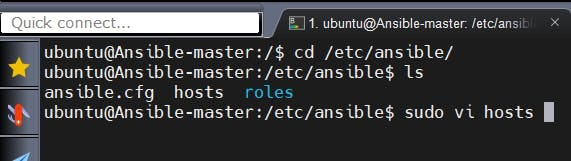 Quick connect...
1. ubuntu@Ansible-master: /etc/ansibl
ubuntu@Ansible-master:/$ cd /etc/ansible/
ubuntu@Ansible-master:/etc/ansible$ ls
ansible.cfg  hosts  roles
ubuntu@Ansible-master:/etc/ansible$ sudo vi hosts